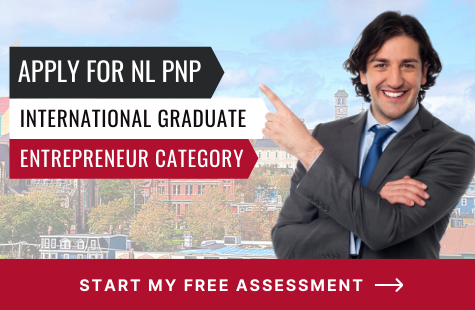 APPLY FOR NL PNP
INTERNATIONAL GRADUATE
ENTREPRENEUR CATEGORY
START MY FREE ASSESSMENT